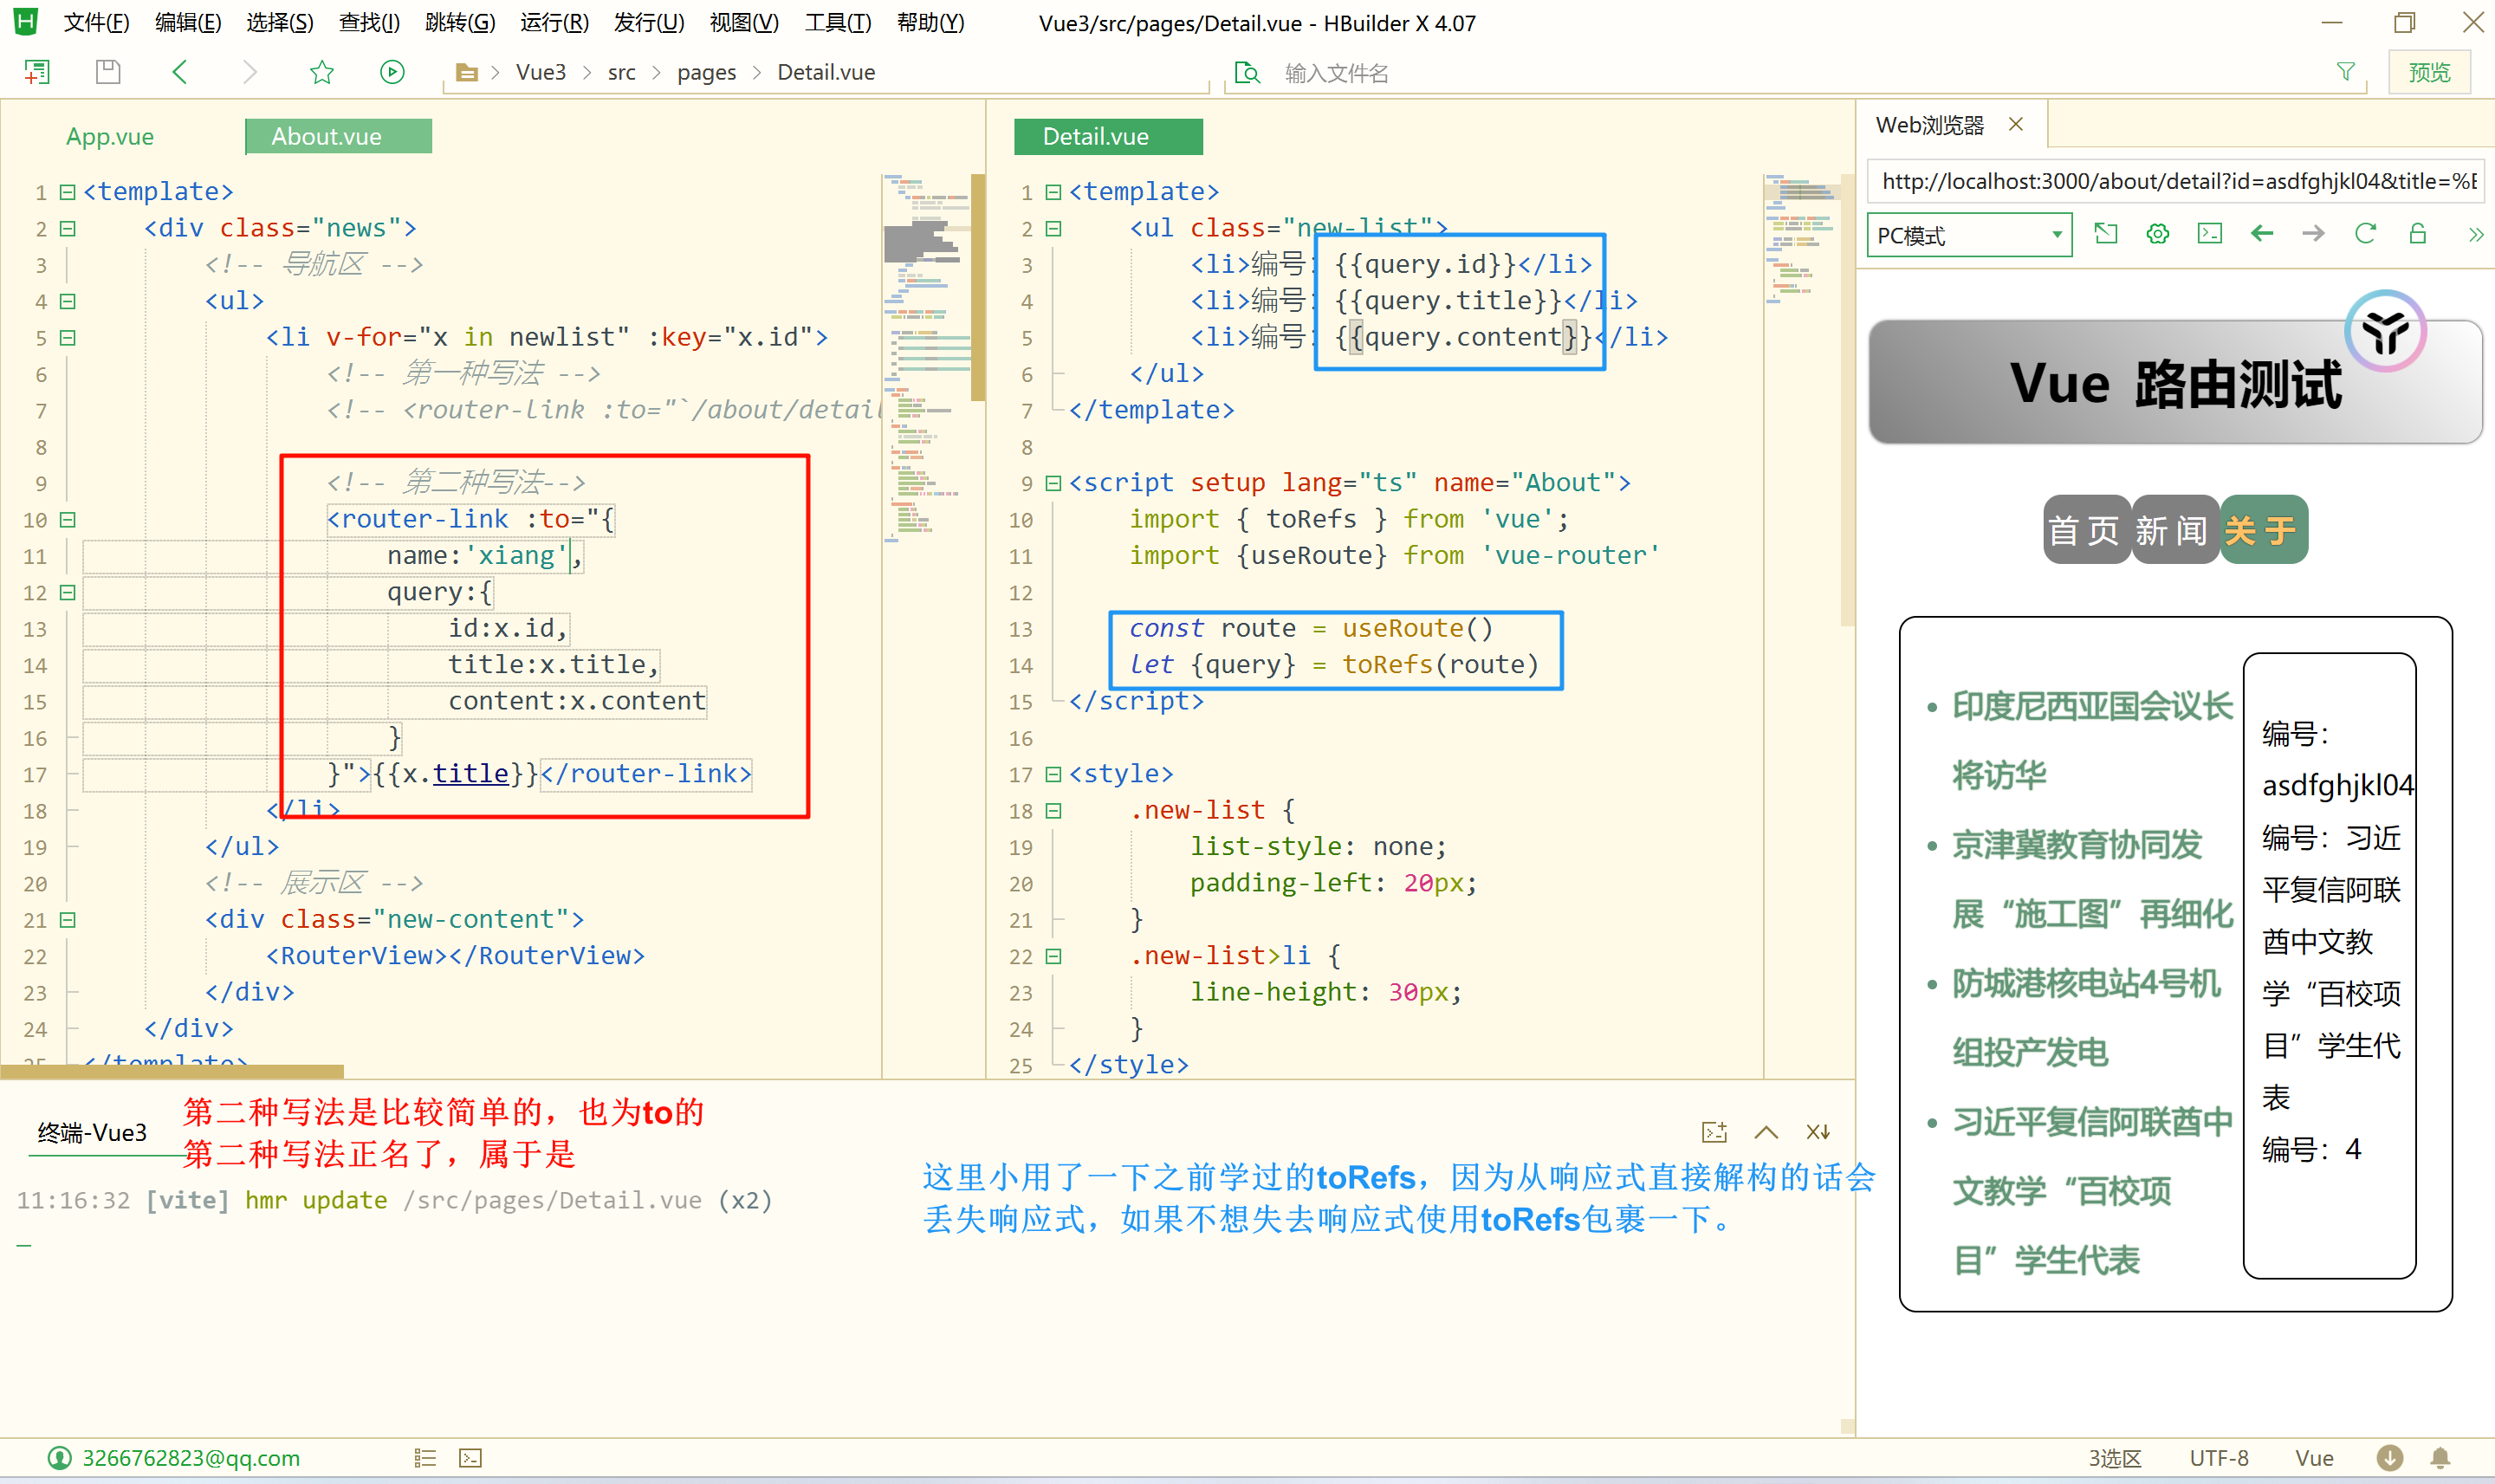 文件(F) 编辑(E) 选择(S) 查找(I) 跳转(G) 运行(R) 发行(U) 视图(V) 工具(T) 帮助(Y) Vue3/src/pages/Detail.vue - HBuilder X 4.07
Vue3 > src > pages > Detail.vue 输入文件名 预览
App.vue About.vue
1 <template>
2 <div class="news">
3 <!-- 导航区 -->
4 <ul>
5 <li v-for="x in newlist" :key="x.id">
6 <!-- 第一种写法 -->
7 <!-- <router-link :to="`/about/detail
8
9 <!-- 第二种写法-->
10 <router-link :to="{
11 name:'xiang',
12 query:{
13 id:x.id,
14 title:x.title,
15 content:x.content
16 }
17 }">{{x.title}}</router-link>
18 </li>
19 </ul>
20 <!-- 展示区 -->
21 <div class="new-content">
22 <RouterView></RouterView>
23 </div>
24 </div>
25 </template>
Detail.vue
1 <template>
2 <ul class="new-list">
3 <li>编号：{{query.id}}</li>
4 <li>编号：{{query.title}}</li>
5 <li>编号：{{query.content}}</li>
6 </ul>
7 </template>
8
9 <script setup lang="ts" name="About">
10 import { toRefs } from 'vue';
11 import {useRoute} from 'vue-router'
12
13 const route = useRoute()
14 let {query} = toRefs(route)
15 </script>
16
17 <style>
18 .new-list {
19 list-style: none;
20 padding-left: 20px;
21 }
22 .new-list>li {
23 line-height: 30px;
24 }
25 </style>
Web浏览器
http://localhost:3000/about/detail?id=asdfghjkl04&title=%E
PC模式
Vue 路由测试
首页 新闻 关于
• 印度尼西亚国会议长
将访华
• 京津冀教育协同发
展“施工图”再细化
• 防城港核电站4号机
组投产发电
• 习近平复信阿联酋中
文教学“百校项
目”学生代表
编号：
asdfghjkl04
编号：习近
平复信阿联
酋中文教
学“百校项
目”学生代
表
编号：4
终端-Vue3
第二种写法是比较简单的，也为to的
第二种写法正名了，属于是
11:16:32 [vite] hmr update /src/pages/Detail.vue (x2)
这里小用了一下之前学过的toRefs，因为从响应式直接解构的话会
丢失响应式，如果不想失去响应式使用toRefs包裹一下。
3266762823@qq.com 3选区 UTF-8 Vue